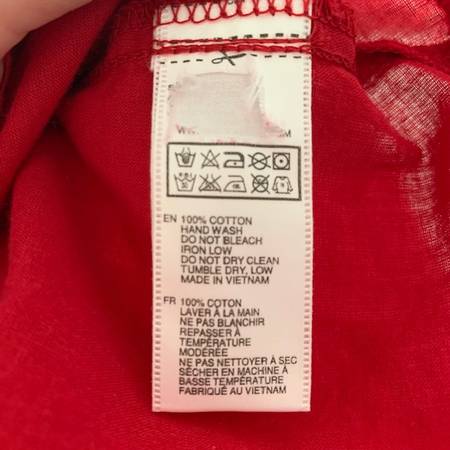 EN 100% COTTON
HAND WASH
DO NOT BLEACH
IRON LOW
DO NOT DRY CLEAN
TUMBLE DRY, LOW
MADE IN VIETNAM
FR 100% COTON
LAVER À LA MAIN
NE PAS BLANCHIR
REPASSER À
TEMPÉRATURE
MODÉRÉE
NE PAS NETTOYER À SEC
SÉCHER EN MACHINE À
BASSE TEMPÉRATURE
FABRIQUÉ AU VIETNAM